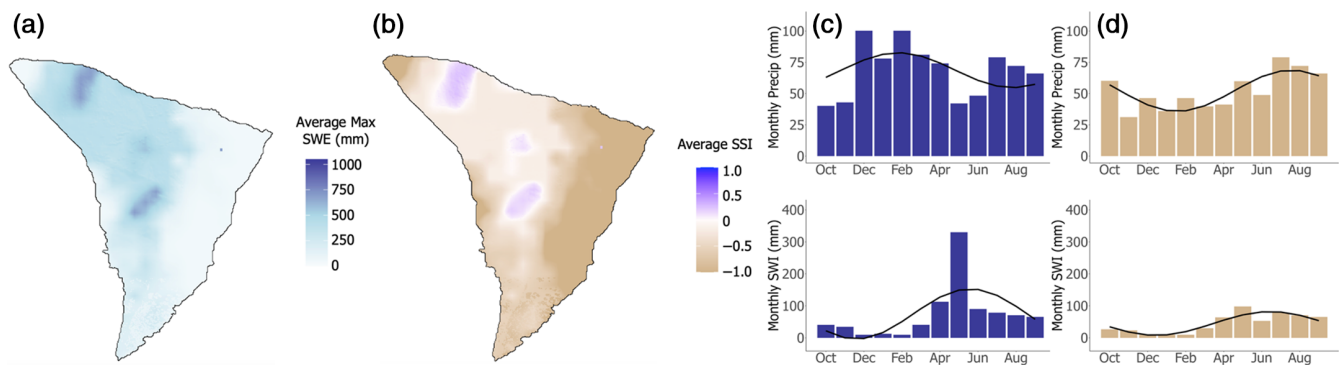 (a)
Average Max
SWE (mm)
1000
750
500
250
0
(b)
Average SSI
1.0
0.5
0
−0.5
−1.0
(c)
Monthly Precip (mm)
100
75
50
25
0
Oct Dec Feb Apr Jun Aug
Monthly SWI (mm)
400
300
200
100
0
Oct Dec Feb Apr Jun Aug
(d)
Monthly Precip (mm)
100
75
50
25
0
Oct Dec Feb Apr Jun Aug
Monthly SWI (mm)
400
300
200
100
0
Oct Dec Feb Apr Jun Aug